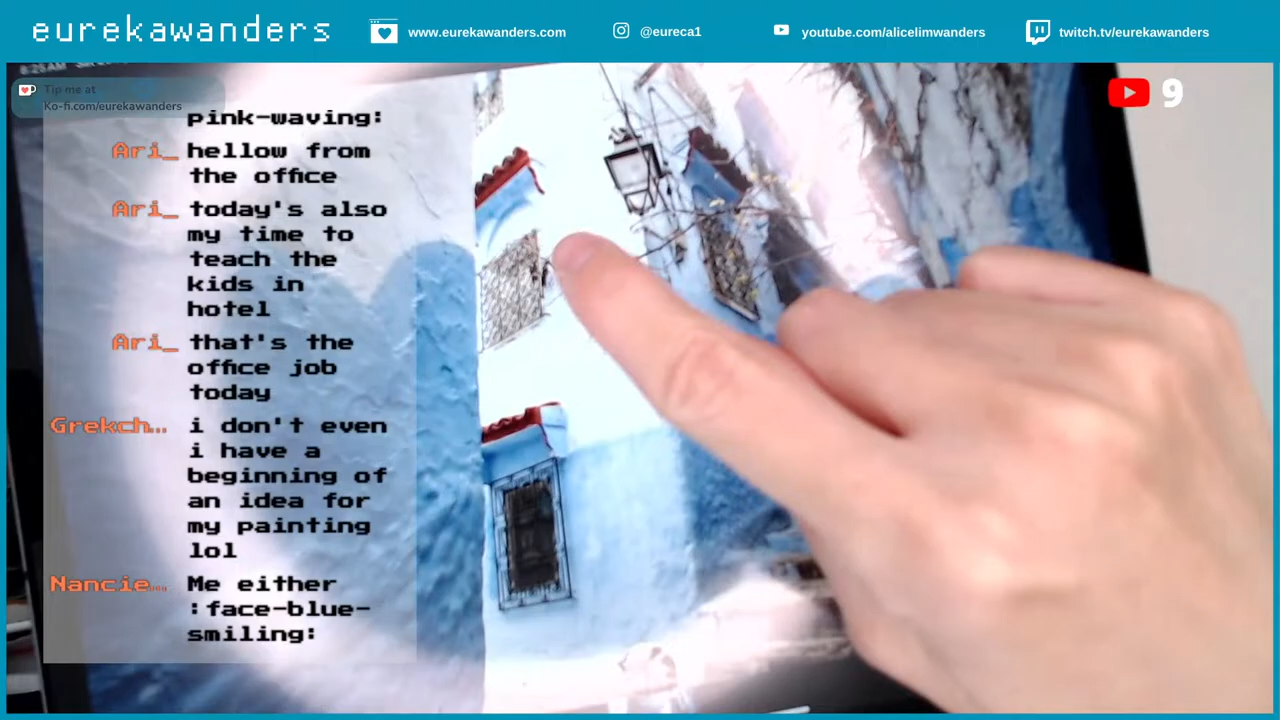 eurekawanders
www.eurekawanders.com
@eureca1
youtube.com/alicelimwanders
twitch.tv/eurekawanders
Tip me at
Ko-fi.com/eurekawanders
9
pink-waving:
Ari_ hellow from
the office
Ari_ today's also
my time to
teach the
kids in
hotel
Ari_ that's the
office job
today
Grekch… i don't even
i have a
beginning of
an idea for
my painting
lol
Nancie… Me either
:face-blue-
smiling: